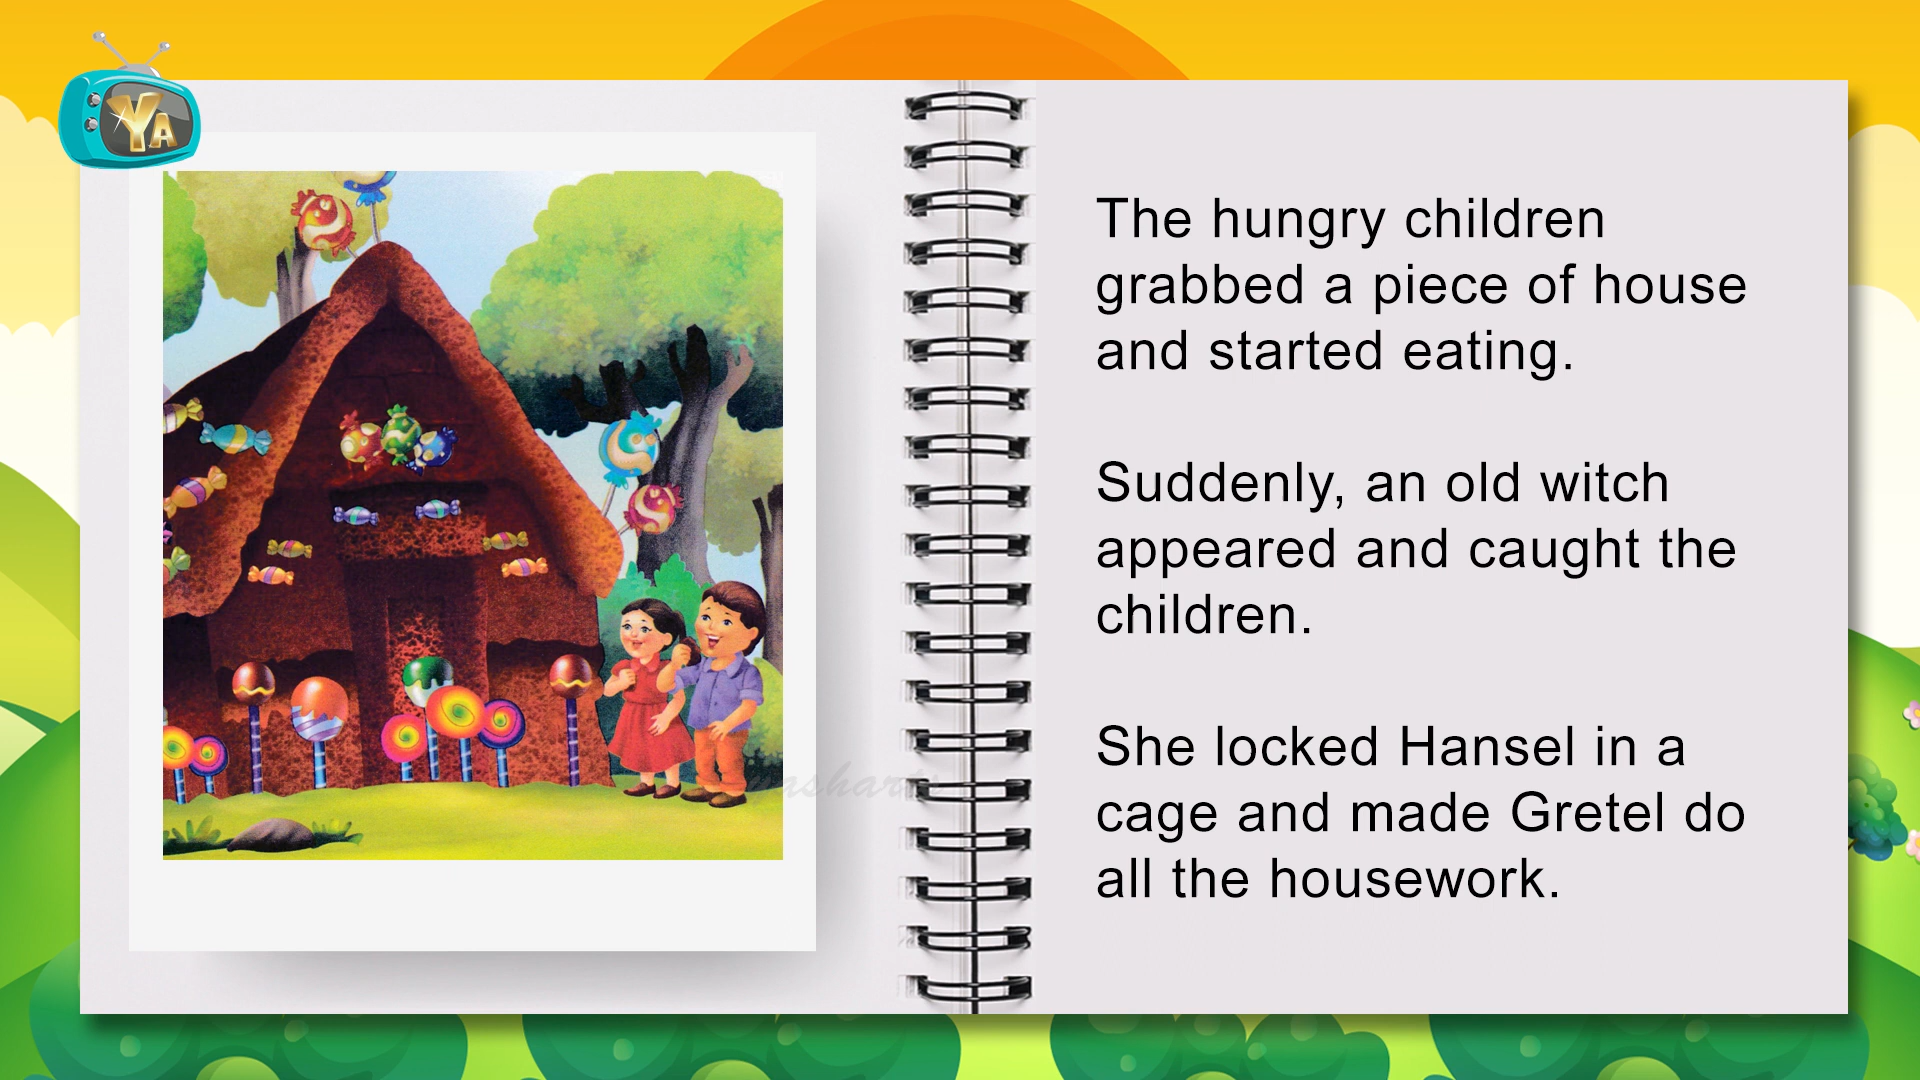 YA
The hungry children
grabbed a piece of house
and started eating.
Suddenly, an old witch
appeared and caught the
children.
She locked Hansel in a
cage and made Gretel do
all the housework.